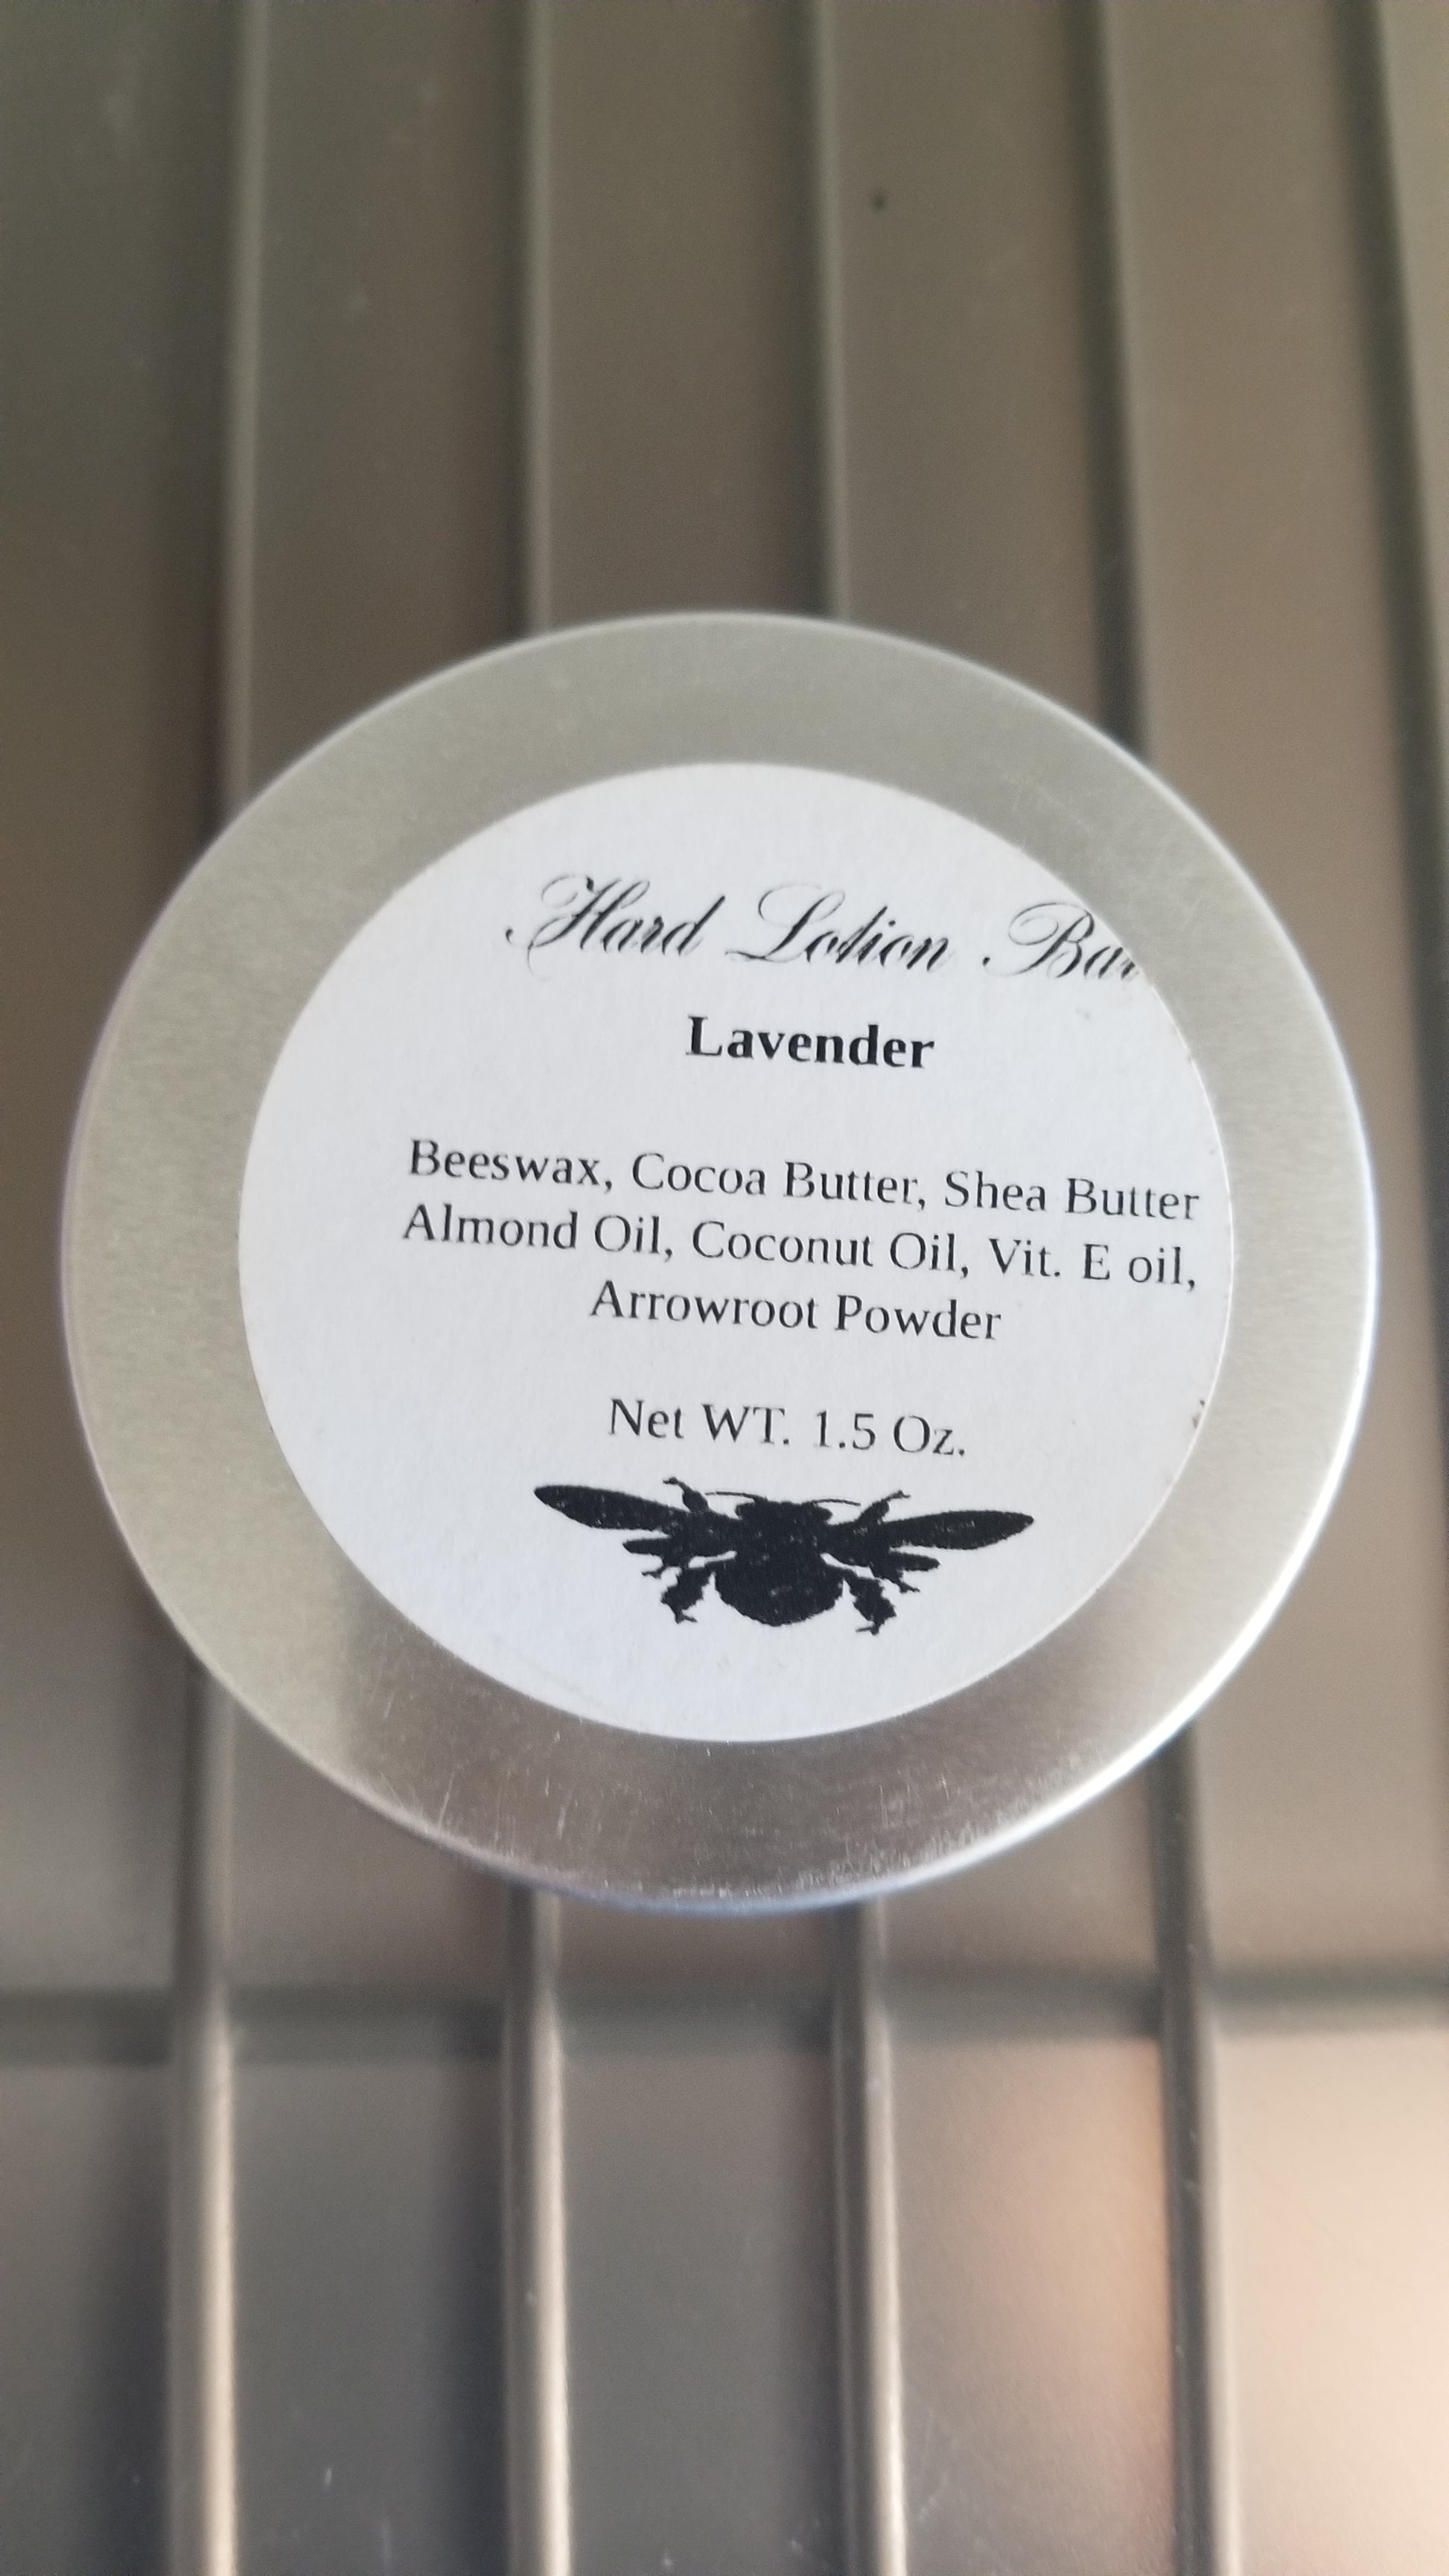 Hard Lotion Bar
Lavender
Beeswax, Cocoa Butter, Shea Butter
Almond Oil, Coconut Oil, Vit. E oil,
Arrowroot Powder
Net WT. 1.5 Oz.